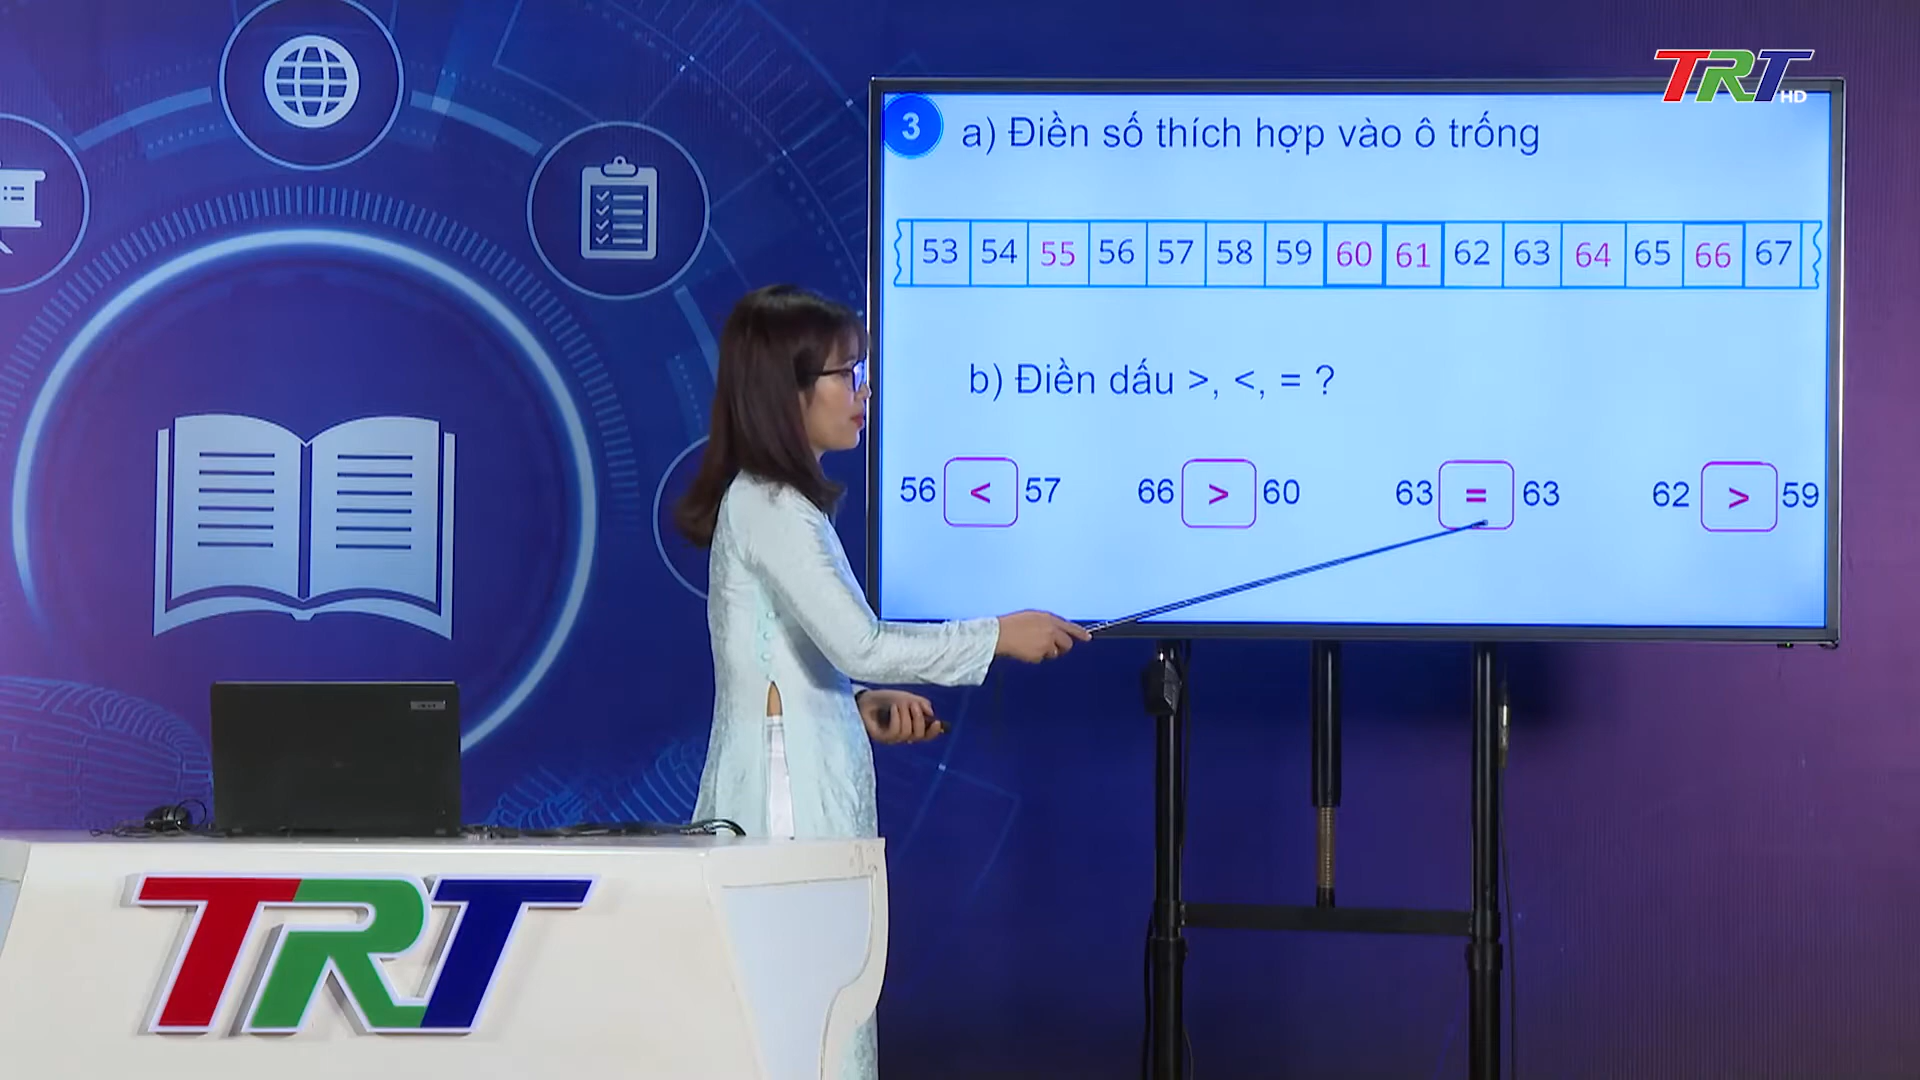 TRT HD
3 a) Điền số thích hợp vào ô trống
53 54 55 56 57 58 59 60 61 62 63 64 65 66 67
b) Điền dấu >, <, = ?
56 < 57 66 > 60 63 = 63 62 > 59
TRT